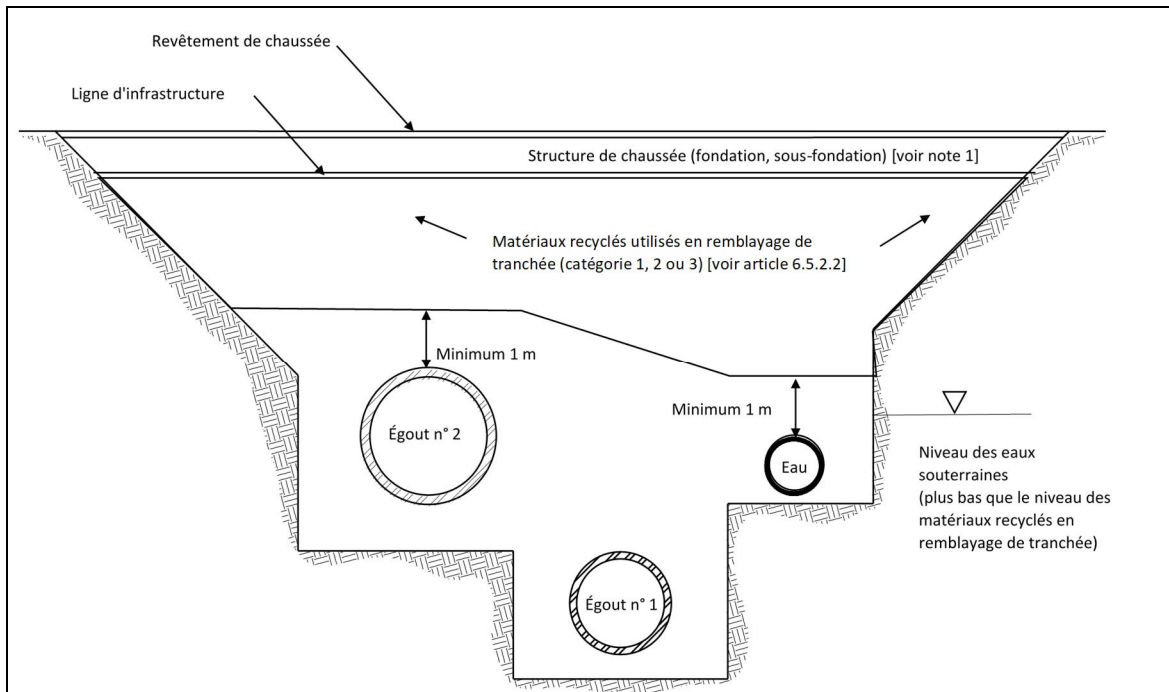 Revêtement de chaussée
Ligne d'infrastructure
Structure de chaussée (fondation, sous-fondation) [voir note 1]
Matériaux recyclés utilisés en remblayage de
tranchée (catégorie 1, 2 ou 3) [voir article 6.5.2.2]
Minimum 1 m
Minimum 1 m
Égout n° 2
Eau
Niveau des eaux
souterraines
(plus bas que le niveau des
matériaux recyclés en
remblayage de tranchée)
Égout n° 1